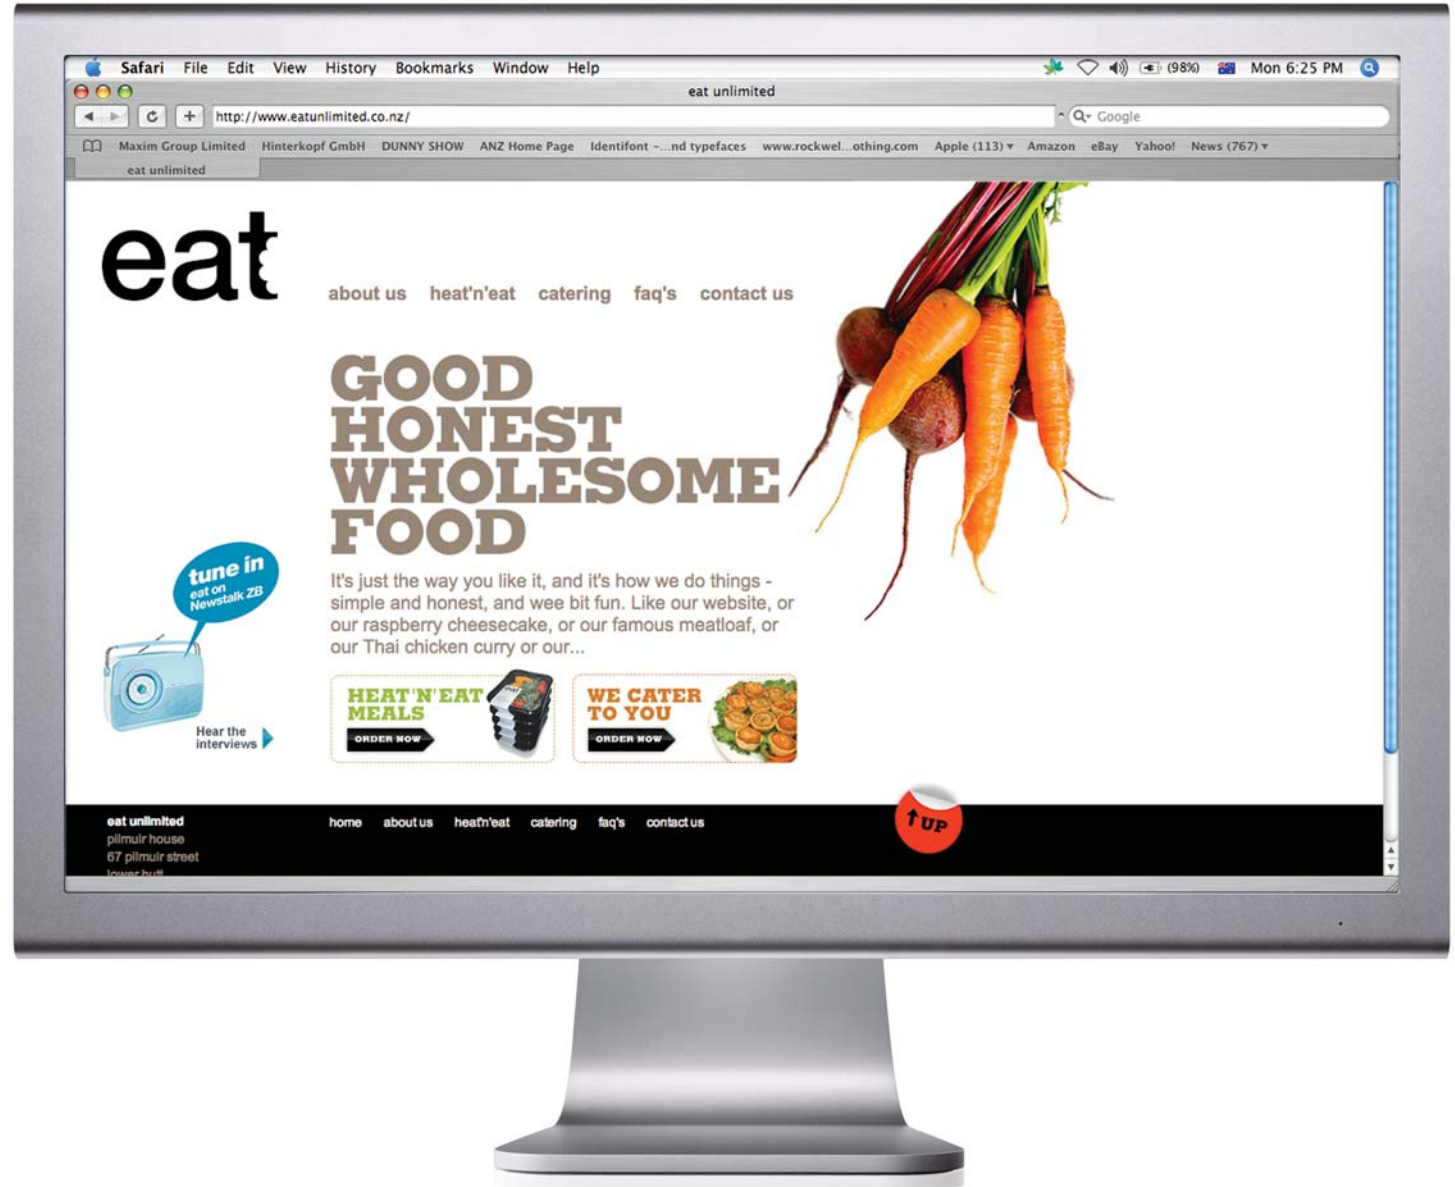 Safari File Edit View History Bookmarks Window Help (98%) Mon 6:25 PM
eat unlimited
http://www.eatunlimited.co.nz/ Google
Maxim Group Limited Hinterkopf GmbH DUNNY SHOW ANZ Home Page Identifont -...nd typefaces www.rockwel...othing.com Apple (113) Amazon eBay Yahoo! News (767)
eat unlimited
eat
about us heat'n'eat catering faq's contact us
GOOD
HONEST
WHOLESOME
FOOD
It's just the way you like it, and it's how we do things -
simple and honest, and wee bit fun. Like our website, or
our raspberry cheesecake, or our famous meatloaf, or
our Thai chicken curry or our...
tune in
eat on
Newstalk ZB
Hear the
interviews
HEAT'N'EAT
MEALS
ORDER NOW
WE CATER
TO YOU
ORDER NOW
UP
eat unlimited
pilmuir house
67 pilmuir street
lower hutt
home about us heat'n'eat catering faq's contact us